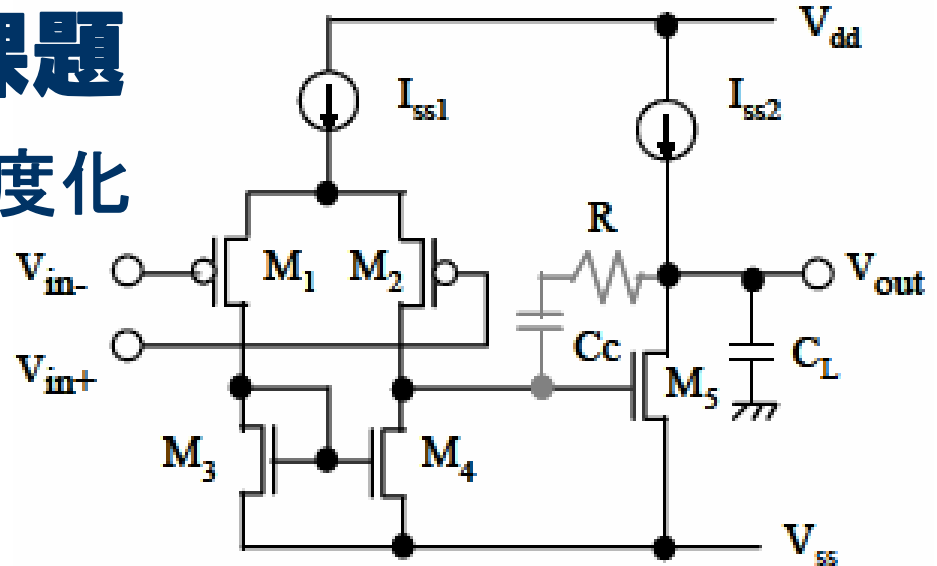 課題
度化
Vdd
Iss1
Iss2
R
Vin-
M1
M2
Vout
Vin+
Cc
CL
M5
M3
M4
Vss